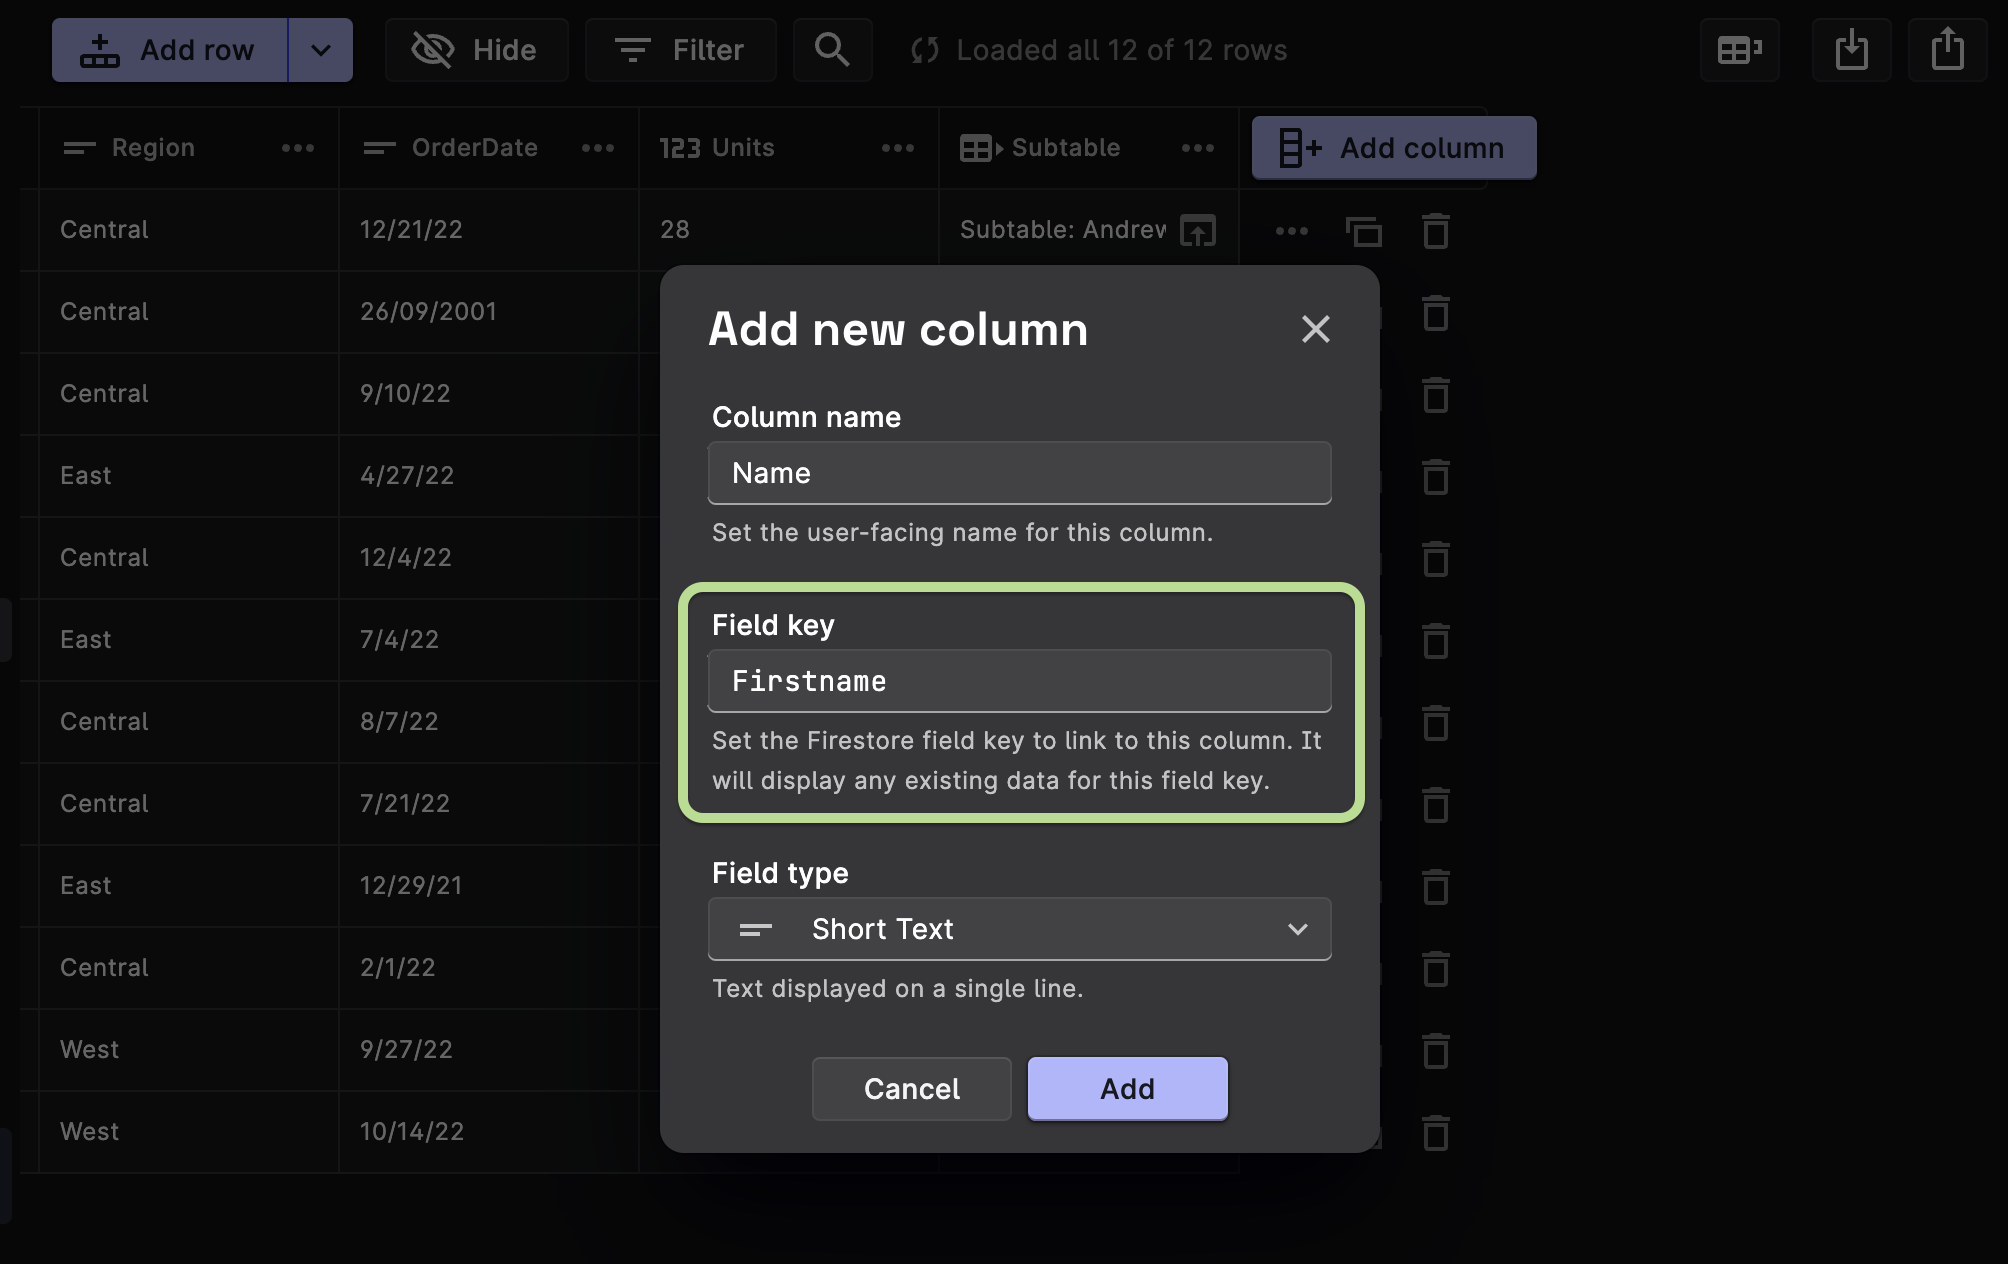 Add row Hide Filter Loaded all 12 of 12 rows
Region OrderDate 123 Units Subtable Add column
Central 12/21/22 28 Subtable: Andrew
Central 26/09/2001
Central 9/10/22
East 4/27/22
Central 12/4/22
East 7/4/22
Central 8/7/22
Central 7/21/22
East 12/29/21
Central 2/1/22
West 9/27/22
West 10/14/22
Add new column
Column name
Name
Set the user-facing name for this column.
Field key
Firstname
Set the Firestore field key to link to this column. It
will display any existing data for this field key.
Field type
Short Text
Text displayed on a single line.
Cancel Add